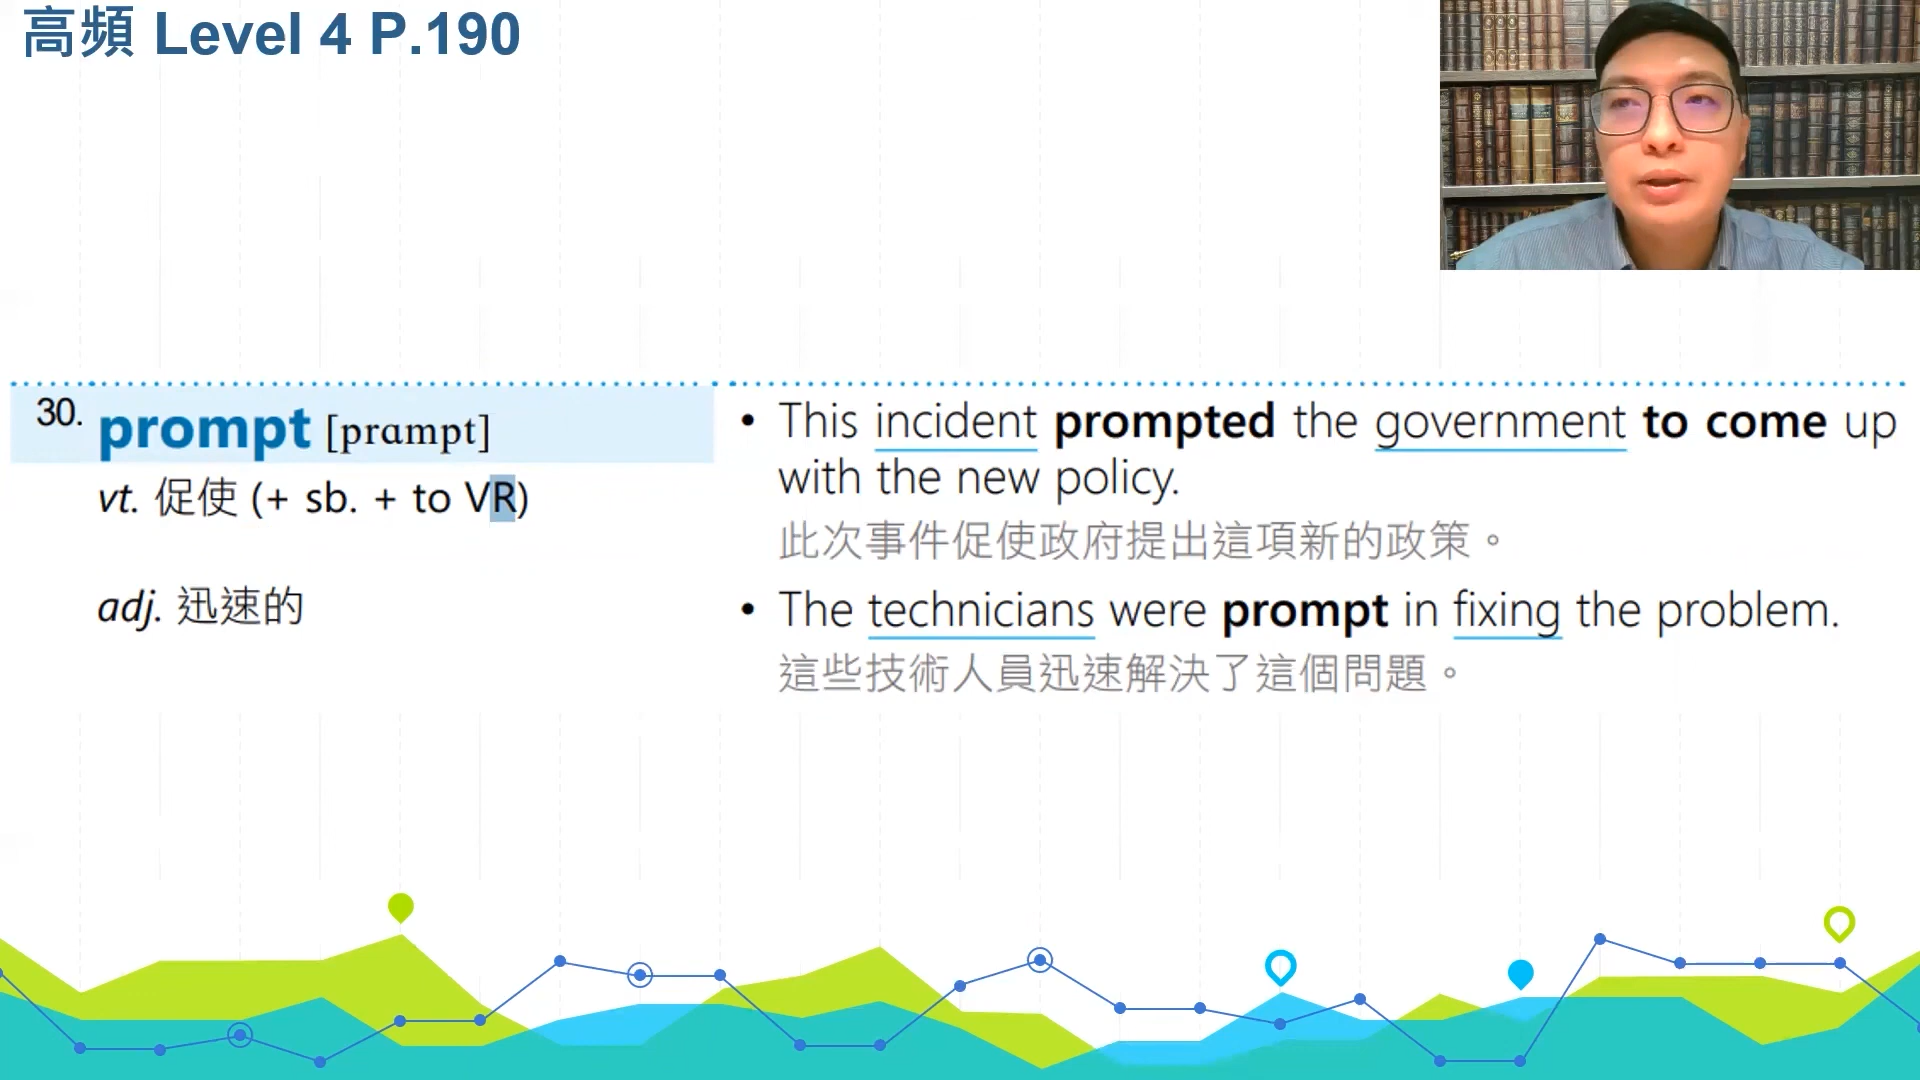 高頻 Level 4 P.190
30. prompt [prɑmpt]
vt. 促使 (+ sb. + to VR)
adj. 迅速的
• This incident prompted the government to come up
with the new policy.
此次事件促使政府提出這項新的政策。
• The technicians were prompt in fixing the problem.
這些技術人員迅速解決了這個問題。